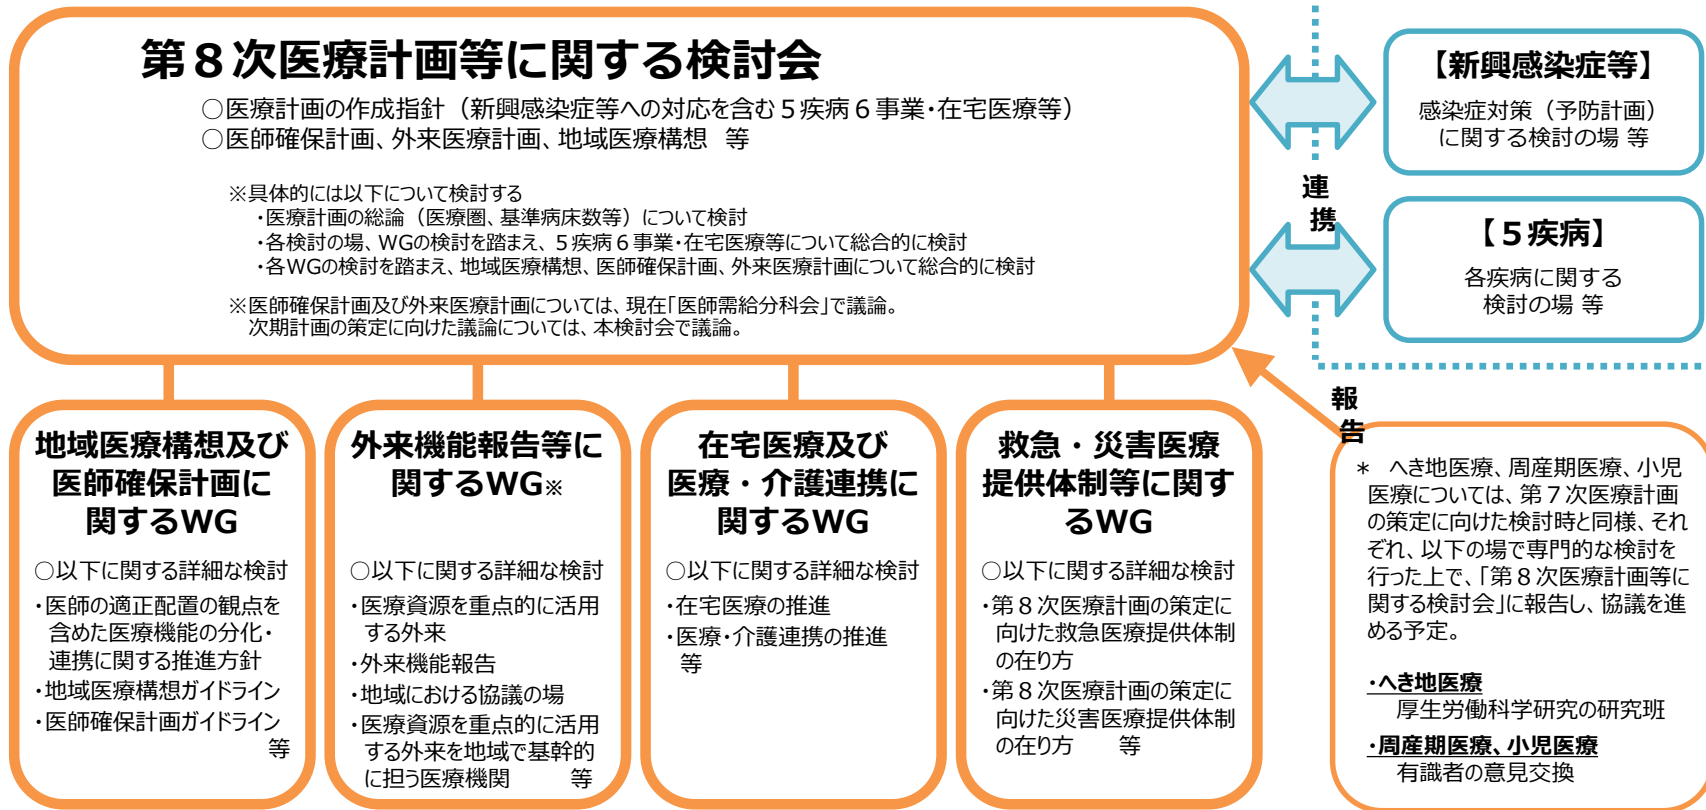 第８次医療計画等に関する検討会
○医療計画の作成指針（新興感染症等への対応を含む５疾病６事業・在宅医療等）
○医師確保計画、外来医療計画、地域医療構想　等
※具体的には以下について検討する
・医療計画の総論（医療圏、基準病床数等）について検討
・各検討の場、WGの検討を踏まえ、５疾病６事業・在宅医療等について総合的に検討
・各WGの検討を踏まえ、地域医療構想、医師確保計画、外来医療計画について総合的に検討
※医師確保計画及び外来医療計画については、現在「医師需給分科会」で議論。
次期計画の策定に向けた議論については、本検討会で議論。
連携
【新興感染症等】
感染症対策（予防計画）
に関する検討の場 等
【５疾病】
各疾病に関する
検討の場 等
地域医療構想及び
医師確保計画に
関するWG
○以下に関する詳細な検討
・医師の適正配置の観点を
含めた医療機能の分化・
連携に関する推進方針
・地域医療構想ガイドライン
・医師確保計画ガイドライン
等
外来機能報告等に
関するWG※
○以下に関する詳細な検討
・医療資源を重点的に活用
する外来
・外来機能報告
・地域における協議の場
・医療資源を重点的に活用
する外来を地域で基幹的
に担う医療機関　　等
在宅医療及び
医療・介護連携に
関するWG
○以下に関する詳細な検討
・在宅医療の推進
・医療・介護連携の推進
等
救急・災害医療
提供体制等に関す
るWG
○以下に関する詳細な検討
・第８次医療計画の策定に
向けた救急医療提供体制
の在り方
・第８次医療計画の策定に
向けた災害医療提供体制
の在り方　　等
報告
＊　へき地医療、周産期医療、小児
医療については、第７次医療計画
の策定に向けた検討時と同様、それ
ぞれ、以下の場で専門的な検討を
行った上で、「第８次医療計画等に
関する検討会」に報告し、協議を進
める予定。
・へき地医療
厚生労働科学研究の研究班
・周産期医療、小児医療
有識者の意見交換